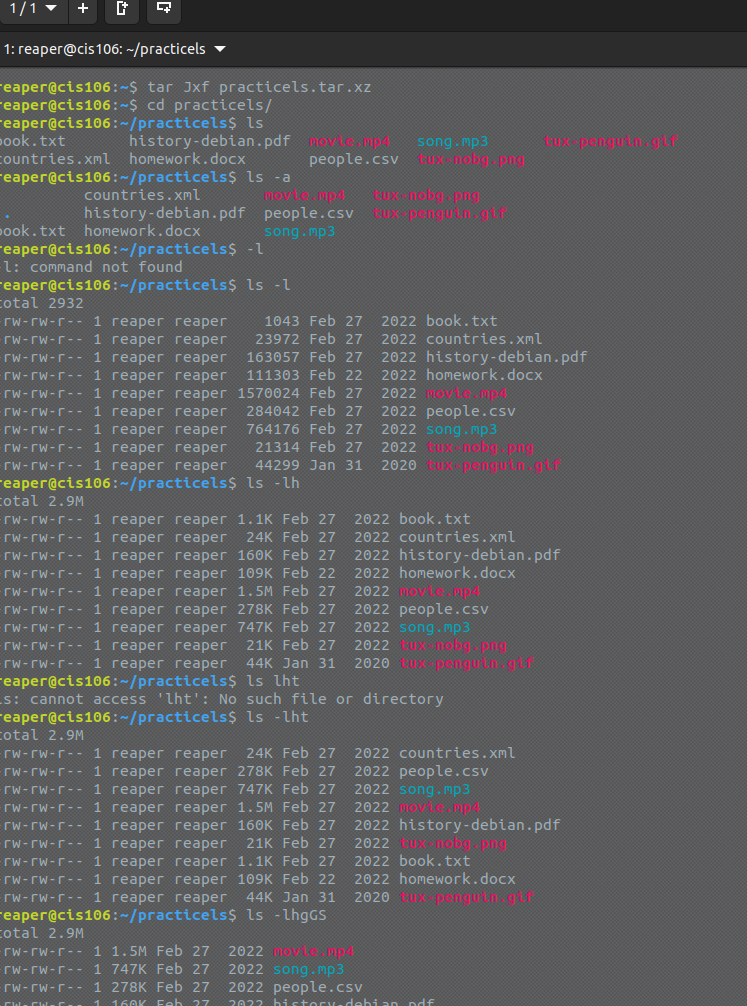 1 / 1
1: reaper@cis106: ~/practicels
reaper@cis106:~$ tar Jxf practicels.tar.xz
reaper@cis106:~$ cd practicels/
reaper@cis106:~/practicels$ ls
book.txt history-debian.pdf movie.mp4 song.mp3 tux-penguin.gif
countries.xml homework.docx people.csv tux-nobg.png
reaper@cis106:~/practicels$ ls -a
. countries.xml movie.mp4 tux-nobg.png
.. history-debian.pdf people.csv tux-penguin.gif
book.txt homework.docx song.mp3
reaper@cis106:~/practicels$ -l
-l: command not found
reaper@cis106:~/practicels$ ls -l
total 2932
-rw-rw-r-- 1 reaper reaper 1043 Feb 27 2022 book.txt
-rw-rw-r-- 1 reaper reaper 23972 Feb 27 2022 countries.xml
-rw-rw-r-- 1 reaper reaper 163057 Feb 27 2022 history-debian.pdf
-rw-rw-r-- 1 reaper reaper 111303 Feb 22 2022 homework.docx
-rw-rw-r-- 1 reaper reaper 1570024 Feb 27 2022 movie.mp4
-rw-rw-r-- 1 reaper reaper 284042 Feb 27 2022 people.csv
-rw-rw-r-- 1 reaper reaper 764176 Feb 27 2022 song.mp3
-rw-rw-r-- 1 reaper reaper 21314 Feb 27 2022 tux-nobg.png
-rw-rw-r-- 1 reaper reaper 44299 Jan 31 2020 tux-penguin.gif
reaper@cis106:~/practicels$ ls -lh
total 2.9M
-rw-rw-r-- 1 reaper reaper 1.1K Feb 27 2022 book.txt
-rw-rw-r-- 1 reaper reaper 24K Feb 27 2022 countries.xml
-rw-rw-r-- 1 reaper reaper 160K Feb 27 2022 history-debian.pdf
-rw-rw-r-- 1 reaper reaper 109K Feb 22 2022 homework.docx
-rw-rw-r-- 1 reaper reaper 1.5M Feb 27 2022 movie.mp4
-rw-rw-r-- 1 reaper reaper 278K Feb 27 2022 people.csv
-rw-rw-r-- 1 reaper reaper 747K Feb 27 2022 song.mp3
-rw-rw-r-- 1 reaper reaper 21K Feb 27 2022 tux-nobg.png
-rw-rw-r-- 1 reaper reaper 44K Jan 31 2020 tux-penguin.gif
reaper@cis106:~/practicels$ ls lht
ls: cannot access 'lht': No such file or directory
reaper@cis106:~/practicels$ ls -lht
total 2.9M
-rw-rw-r-- 1 reaper reaper 24K Feb 27 2022 countries.xml
-rw-rw-r-- 1 reaper reaper 278K Feb 27 2022 people.csv
-rw-rw-r-- 1 reaper reaper 747K Feb 27 2022 song.mp3
-rw-rw-r-- 1 reaper reaper 1.5M Feb 27 2022 movie.mp4
-rw-rw-r-- 1 reaper reaper 160K Feb 27 2022 history-debian.pdf
-rw-rw-r-- 1 reaper reaper 21K Feb 27 2022 tux-nobg.png
-rw-rw-r-- 1 reaper reaper 1.1K Feb 27 2022 book.txt
-rw-rw-r-- 1 reaper reaper 109K Feb 22 2022 homework.docx
-rw-rw-r-- 1 reaper reaper 44K Jan 31 2020 tux-penguin.gif
reaper@cis106:~/practicels$ ls -lhgGS
total 2.9M
-rw-rw-r-- 1 1.5M Feb 27 2022 movie.mp4
-rw-rw-r-- 1 747K Feb 27 2022 song.mp3
-rw-rw-r-- 1 278K Feb 27 2022 people.csv
-rw-rw-r-- 1 160K Feb 27 2022 history-debian.pdf